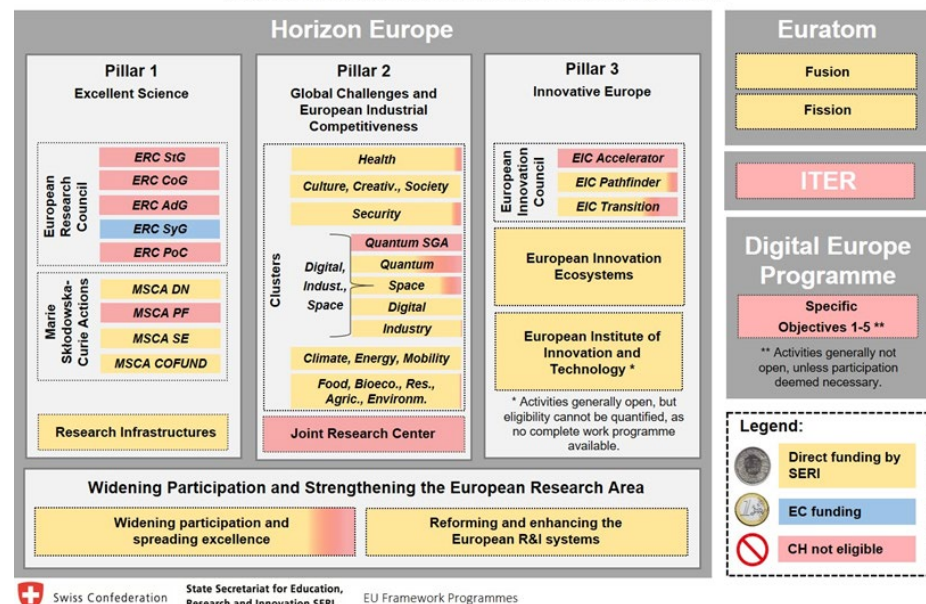 Horizon Europe
Pillar 1
Excellent Science
European
Research
Council
ERC StG
ERC CoG
ERC AdG
ERC SyG
ERC PoC
Marie
Skłodowska-
Curie Actions
MSCA DN
MSCA PF
MSCA SE
MSCA COFUND
Research Infrastructures
Pillar 2
Global Challenges and
European Industrial
Competitiveness
Clusters
Health
Culture, Creativ., Society
Security
Digital,
Indust.,
Space
Quantum SGA
Quantum
Space
Digital
Industry
Climate, Energy, Mobility
Food, Bioeco., Res.,
Agric., Environm.
Joint Research Center
Pillar 3
Innovative Europe
European
Innovation
Council
EIC Accelerator
EIC Pathfinder
EIC Transition
European Innovation
Ecosystems
European Institute of
Innovation and
Technology *
* Activities generally open, but
eligibility cannot be quantified, as
no complete work programme
available.
Widening Participation and Strengthening the European Research Area
Widening participation and
spreading excellence
Reforming and enhancing the
European R&I systems
Euratom
Fusion
Fission
ITER
Digital Europe
Programme
Specific
Objectives 1-5 **
** Activities generally not
open, unless participation
deemed necessary.
Legend:
Direct funding by
SERI
EC funding
CH not eligible
Swiss Confederation
State Secretariat for Education,
Research and Innovation SERI
EU Framework Programmes